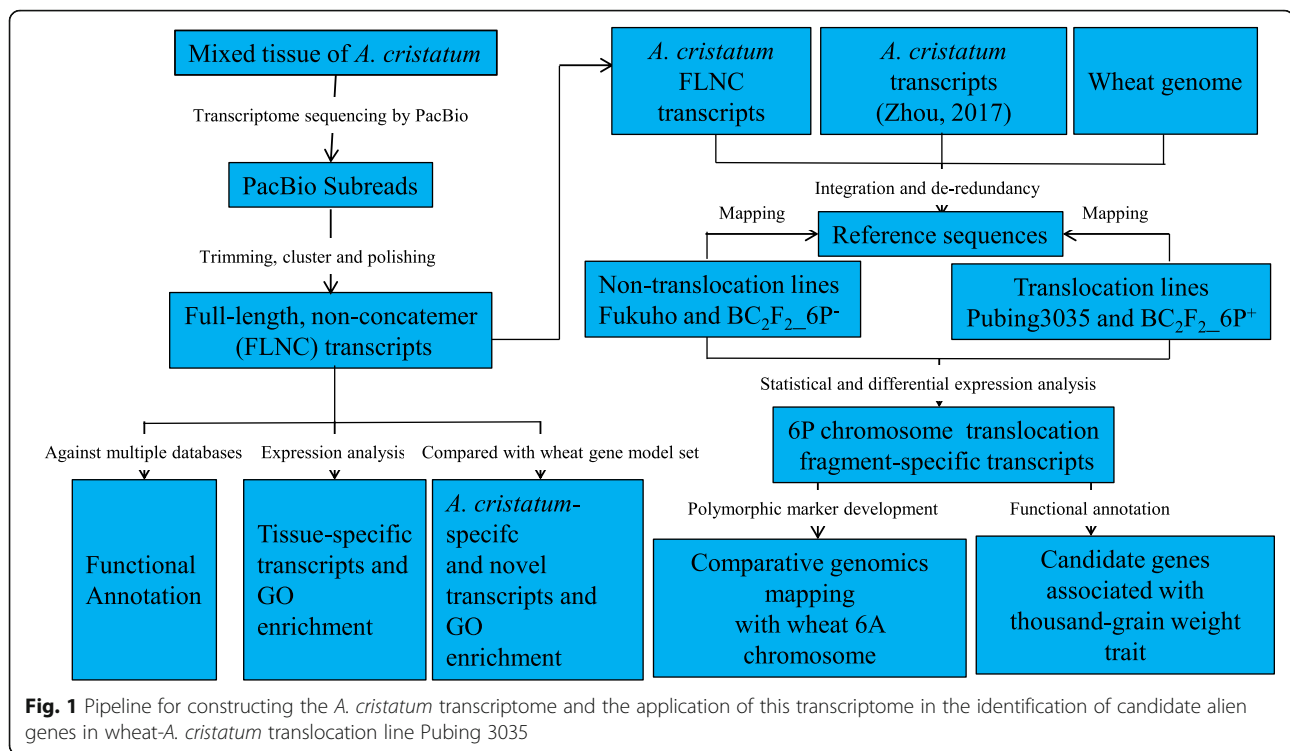 Mixed tissue of A. cristatum
Transcriptome sequencing by PacBio
PacBio Subreads
Trimming, cluster and polishing
Full-length, non-concatemer
(FLNC) transcripts
Against multiple databases
Expression analysis
Compared with wheat gene model set
Functional
Annotation
Tissue-specific
transcripts and
GO
enrichment
A. cristatum-
specifc
and novel
transcripts and
GO
enrichment
A. cristatum
FLNC
transcripts
A. cristatum
transcripts
(Zhou, 2017)
Wheat genome
Integration and de-redundancy
Mapping
Mapping
Reference sequences
Non-translocation lines
Fukuho and BC₂F₂_6P⁻
Translocation lines
Pubing3035 and BC₂F₂_6P⁺
Statistical and differential expression analysis
6P chromosome translocation
fragment-specific transcripts
Polymorphic marker development
Functional annotation
Comparative genomics
mapping
with wheat 6A
chromosome
Candidate genes
associated with
thousand-grain weight
trait
Fig. 1 Pipeline for constructing the A. cristatum transcriptome and the application of this transcriptome in the identification of candidate alien
genes in wheat-A. cristatum translocation line Pubing 3035